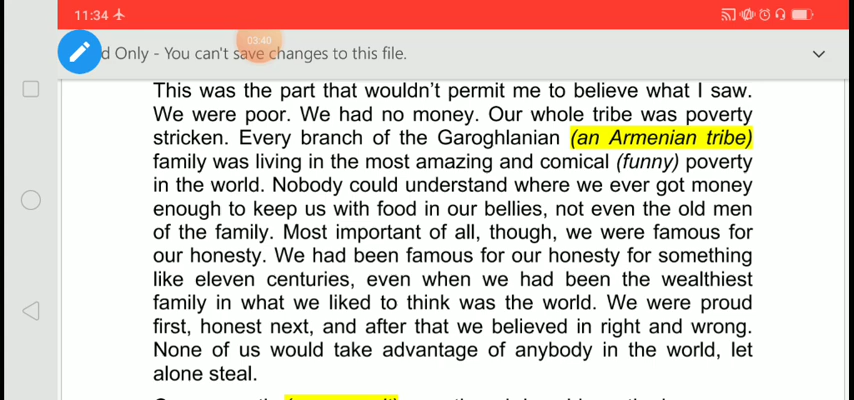 11:34
03:40
d Only - You can't save changes to this file.
This was the part that wouldn't permit me to believe what I saw.
We were poor. We had no money. Our whole tribe was poverty
stricken. Every branch of the Garoghlanian (an Armenian tribe)
family was living in the most amazing and comical (funny) poverty
in the world. Nobody could understand where we ever got money
enough to keep us with food in our bellies, not even the old men
of the family. Most important of all, though, we were famous for
our honesty. We had been famous for our honesty for something
like eleven centuries, even when we had been the wealthiest
family in what we liked to think was the world. We were proud
first, honest next, and after that we believed in right and wrong.
None of us would take advantage of anybody in the world, let
alone steal.